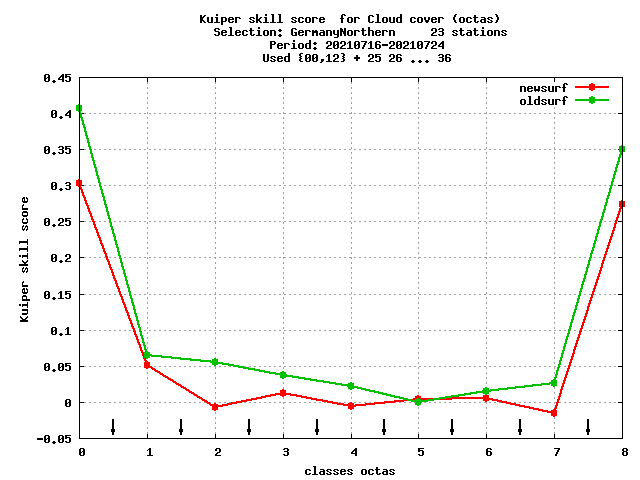 Kuiper skill score  for Cloud cover (octas)
Selection: GermanyNorthern     23 stations
Period: 20210716-20210724
Used {00,12} + 25 26 ... 36
newsurf
oldsurf
0.45
0.4
0.35
0.3
0.25
0.2
0.15
0.1
0.05
0
-0.05
Kuiper skill score
0 1 2 3 4 5 6 7 8
classes octas